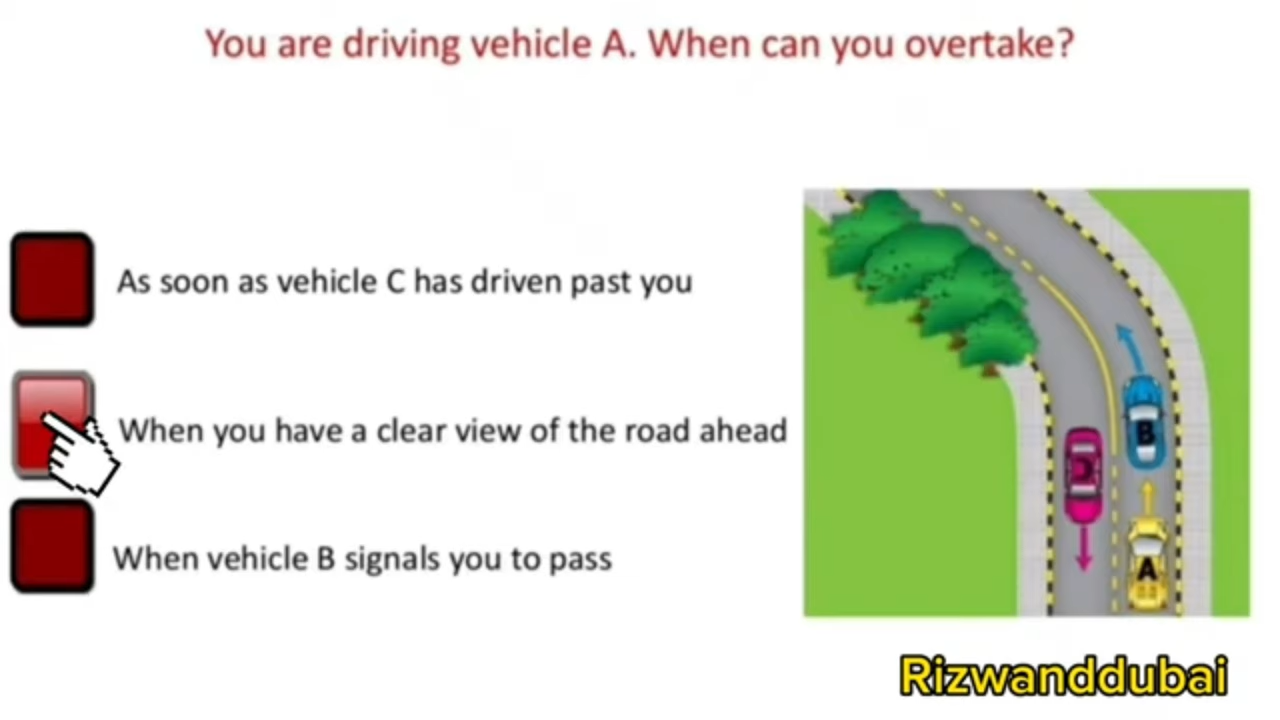 You are driving vehicle A. When can you overtake?
As soon as vehicle C has driven past you
When you have a clear view of the road ahead
When vehicle B signals you to pass
B
A
Rizwanddubai